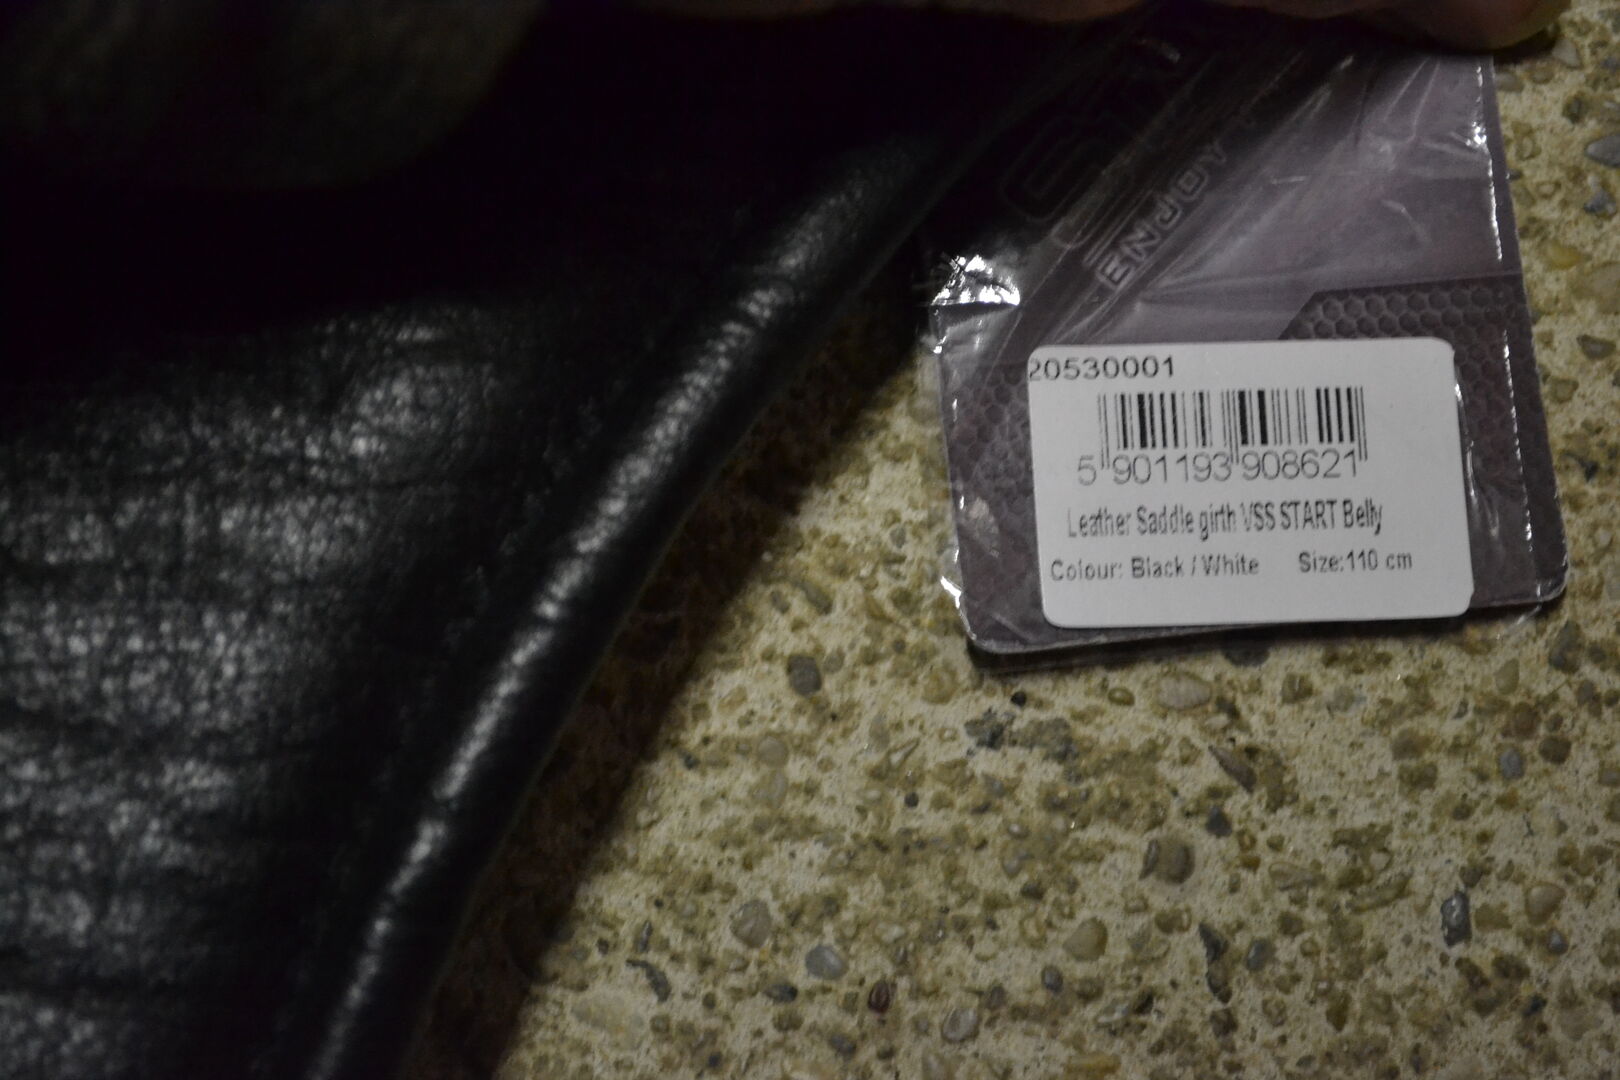 ENJOY
20530001
5 901193 908621
Leather Saddle girth VSS START Belly
Colour: Black / White Size:110 cm